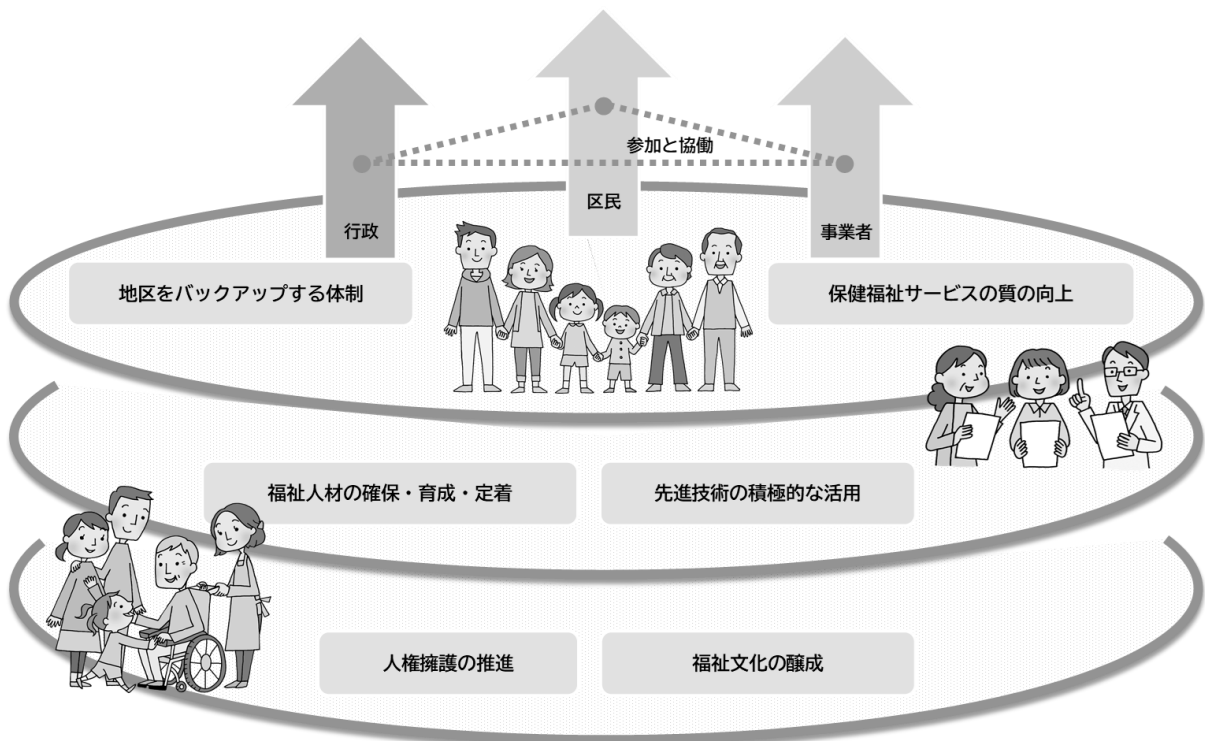 参加と協働
区民
行政
事業者
地区をバックアップする体制
保健福祉サービスの質の向上
福祉人材の確保・育成・定着
先進技術の積極的な活用
人権擁護の推進
福祉文化の醸成